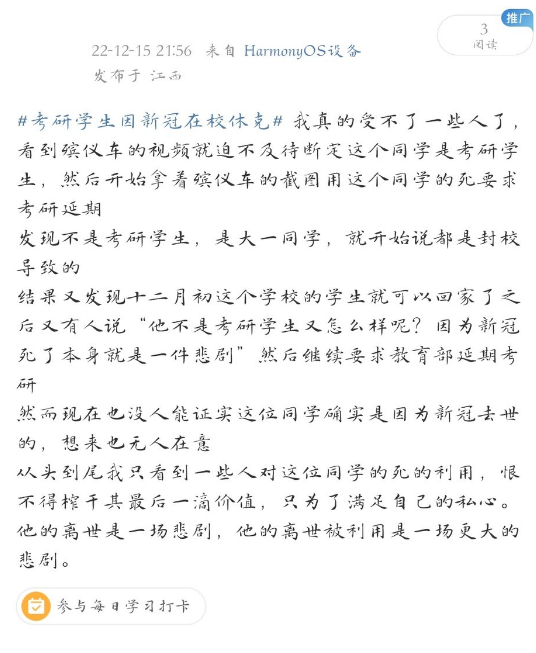 推广
3
阅读
22-12-15 21:56 来自 HarmonyOS设备
发布于 江西
#考研学生因新冠在校休克# 我真的受不了一些人了，
看到殡仪车的视频就迫不及待断定这个同学是考研学
生，然后开始拿着殡仪车的截图用这个同学的死要求
考研延期
发现不是考研学生，是大一同学，就开始说都是封校
导致的
结果又发现十二月初这个学校的学生就可以回家了之
后又有人说“他不是考研学生又怎么样呢？因为新冠
死了本身就是一件悲剧”然后继续要求教育部延期考
研
然而现在也没人能证实这位同学确实是因为新冠去世
的，想来也无人在意
从头到尾我只看到一些人对这位同学的死的利用，恨
不得榨干其最后一滴价值，只为了满足自己的私心。
他的离世是一场悲剧，他的离世被利用是一场更大的
悲剧。
参与每日学习打卡